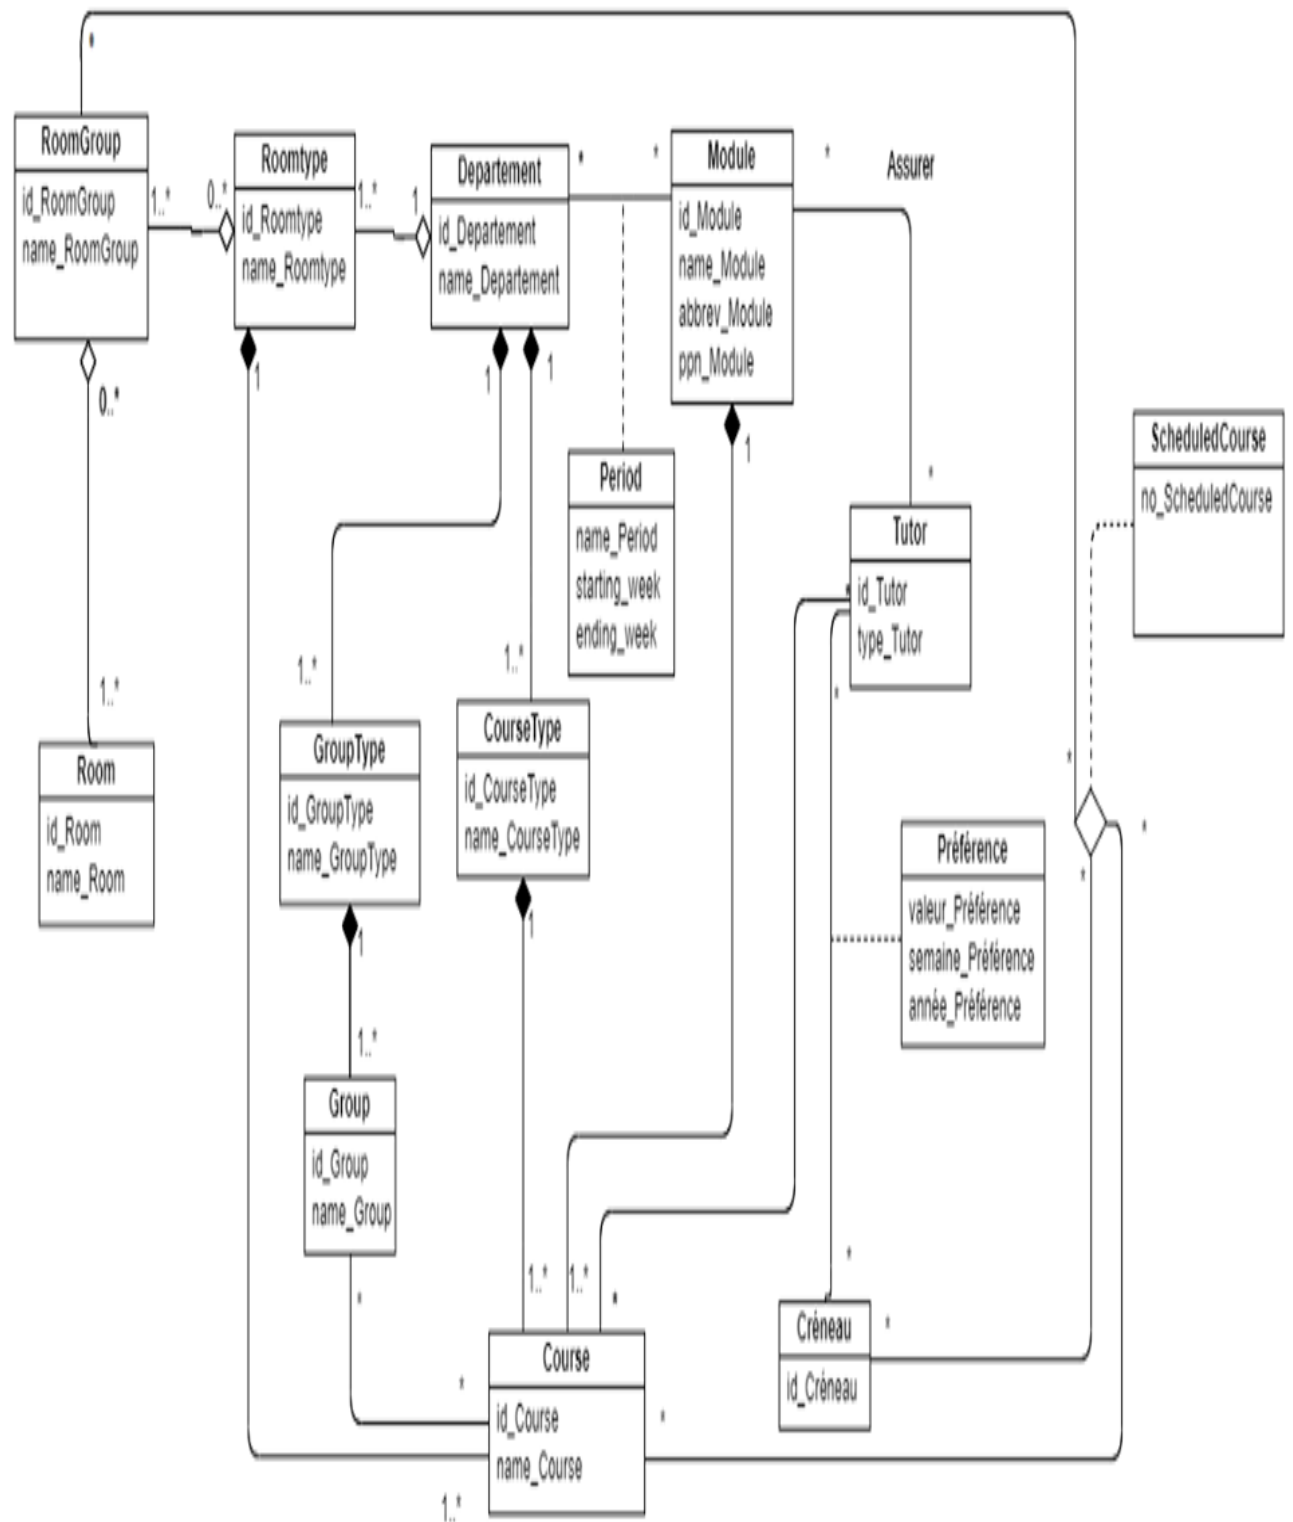 *
RoomGroup
id_RoomGroup
name_RoomGroup
1..*
0..*
Roomtype
id_Roomtype
name_Roomtype
1..*
1
Departement
id_Departement
name_Departement
*
*
Module
id_Module
name_Module
abbrev_Module
ppn_Module
*
Assurer
0..*
1
1
1
1
Period
name_Period
starting_week
ending_week
*
Tutor
id_Tutor
type_Tutor
*
*
ScheduledCourse
no_ScheduledCourse
1..*
1..*
1..*
Room
id_Room
name_Room
GroupType
id_GroupType
name_GroupType
1
CourseType
id_CourseType
name_CourseType
1
*
*
*
Préférence
valeur_Préférence
semaine_Préférence
année_Préférence
1..*
Group
id_Group
name_Group
*
*
1..*
1..*
*
*
Créneau
id_Créneau
*
Course
id_Course
name_Course
*
1..*